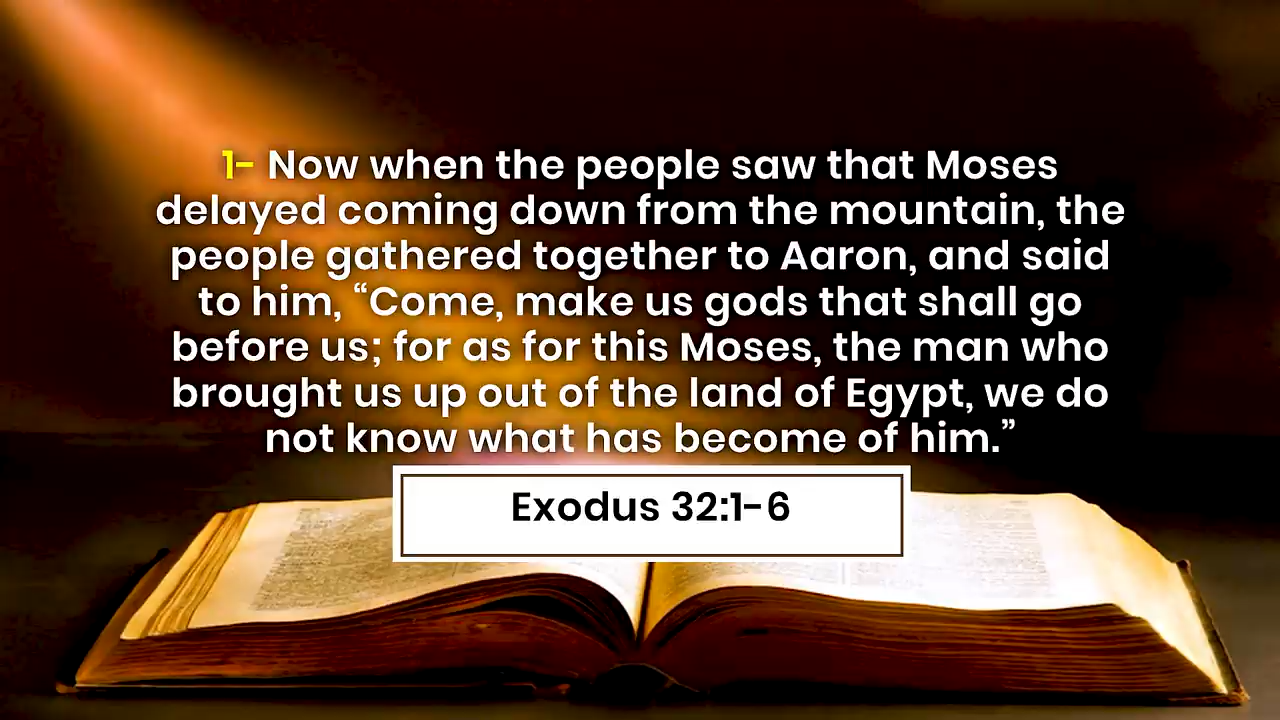 1- Now when the people saw that Moses
delayed coming down from the mountain, the
people gathered together to Aaron, and said
to him, “Come, make us gods that shall go
before us; for as for this Moses, the man who
brought us up out of the land of Egypt, we do
not know what has become of him.”
Exodus 32:1-6